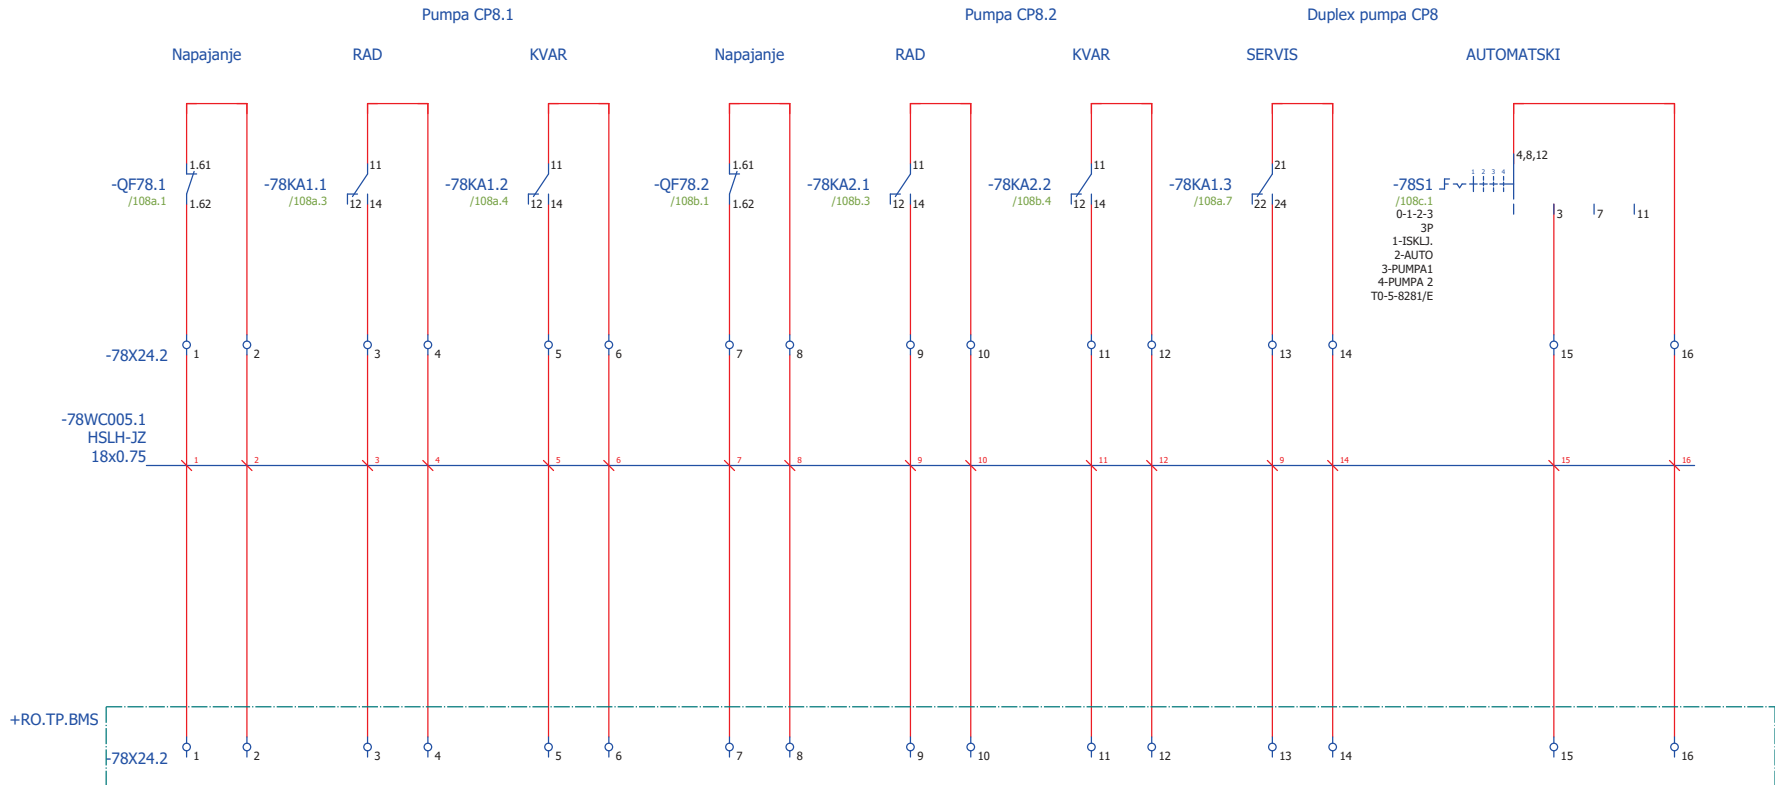 Pumpa CP8.1 Pumpa CP8.2 Duplex pumpa CP8
Napajanje RAD KVAR Napajanje RAD KVAR SERVIS AUTOMATSKI
4,8,12
1.61 11 11 1.61 11 11 21
1 2 3 4
-QF78.1 -78KA1.1 -78KA1.2 -QF78.2 -78KA2.1 -78KA2.2 -78KA1.3 -78S1
/108a.1 /108a.3 /108a.4 /108b.1 /108b.3 /108b.4 /108a.7 /108c.1
1.62 12 14 12 14 1.62 12 14 12 14 22 24
0-1-2-3 3 7 11
3P
1-ISKLJ.
2-AUTO
3-PUMPA1
4-PUMPA 2
T0-5-8281/E
-78X24.2 1 2 3 4 5 6 7 8 9 10 11 12 13 14 15 16
-78WC005.1
HSLH-JZ
18x0.75 1 2 3 4 5 6 7 8 9 10 11 12 9 14 15 16
+RO.TP.BMS
-78X24.2 1 2 3 4 5 6 7 8 9 10 11 12 13 14 15 16